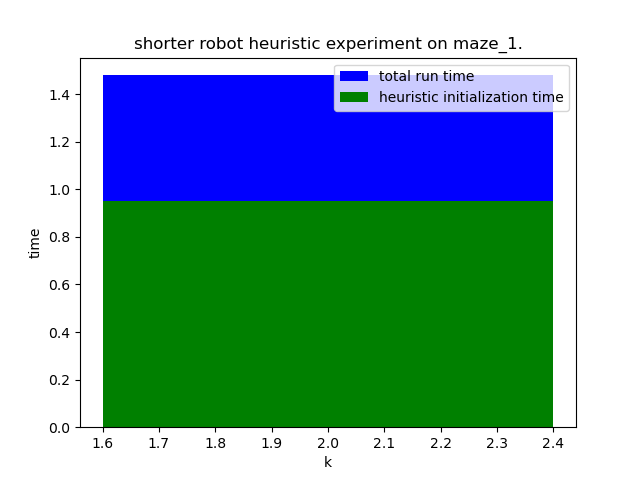 shorter robot heuristic experiment on maze_1.
total run time
heuristic initialization time
time
1.4
1.2
1.0
0.8
0.6
0.4
0.2
0.0
1.6 1.7 1.8 1.9 2.0 2.1 2.2 2.3 2.4
k